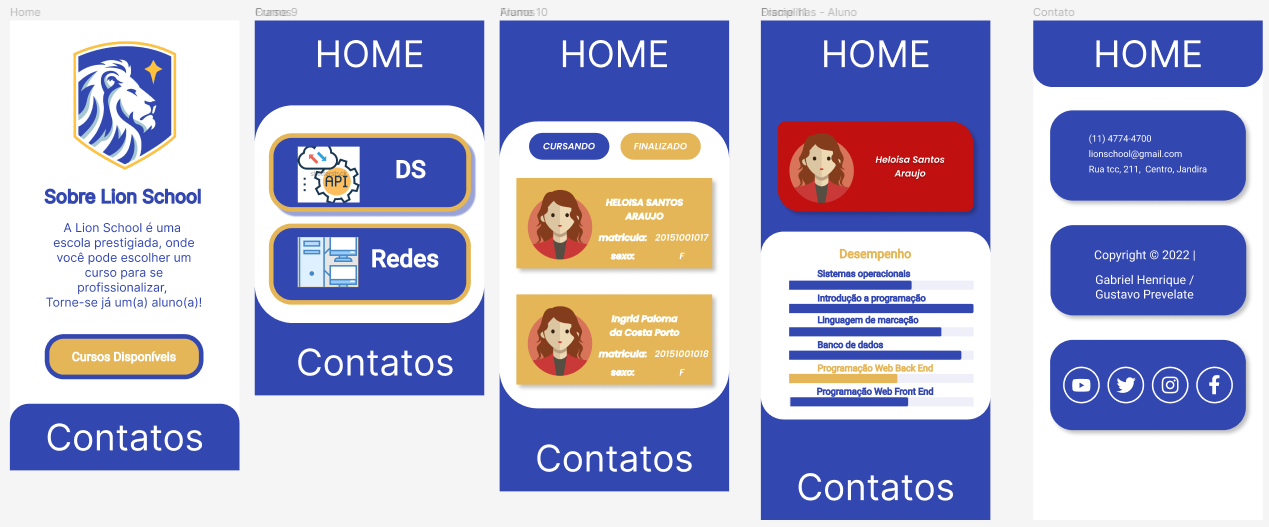 Home
HOME
Sobre Lion School
A Lion School é uma
escola prestigiada, onde
você pode escolher um
curso para se
profissionalizar,
Torne-se já um(a) aluno(a)!
Cursos Disponíveis
Contatos
HOME
API
DS
Redes
Contatos
HOME
CURSANDO
FINALIZADO
HELOISA SANTOS
ARAUJO
matricula: 20151001017
sexo: F
Ingrid Paloma
da Costa Porto
matricula: 20151001018
sexo: F
Contatos
HOME
Heloisa Santos
Araujo
Desempenho
Sistemas operacionais
Introdução a programação
Linguagem de marcação
Banco de dados
Programação Web Back End
Programação Web Front End
Contatos
Contato
HOME
(11) 4774-4700
lionschool@gmail.com
Rua tcc, 211, Centro, Jandira
Copyright © 2022 |
Gabriel Henrique /
Gustavo Prevelate